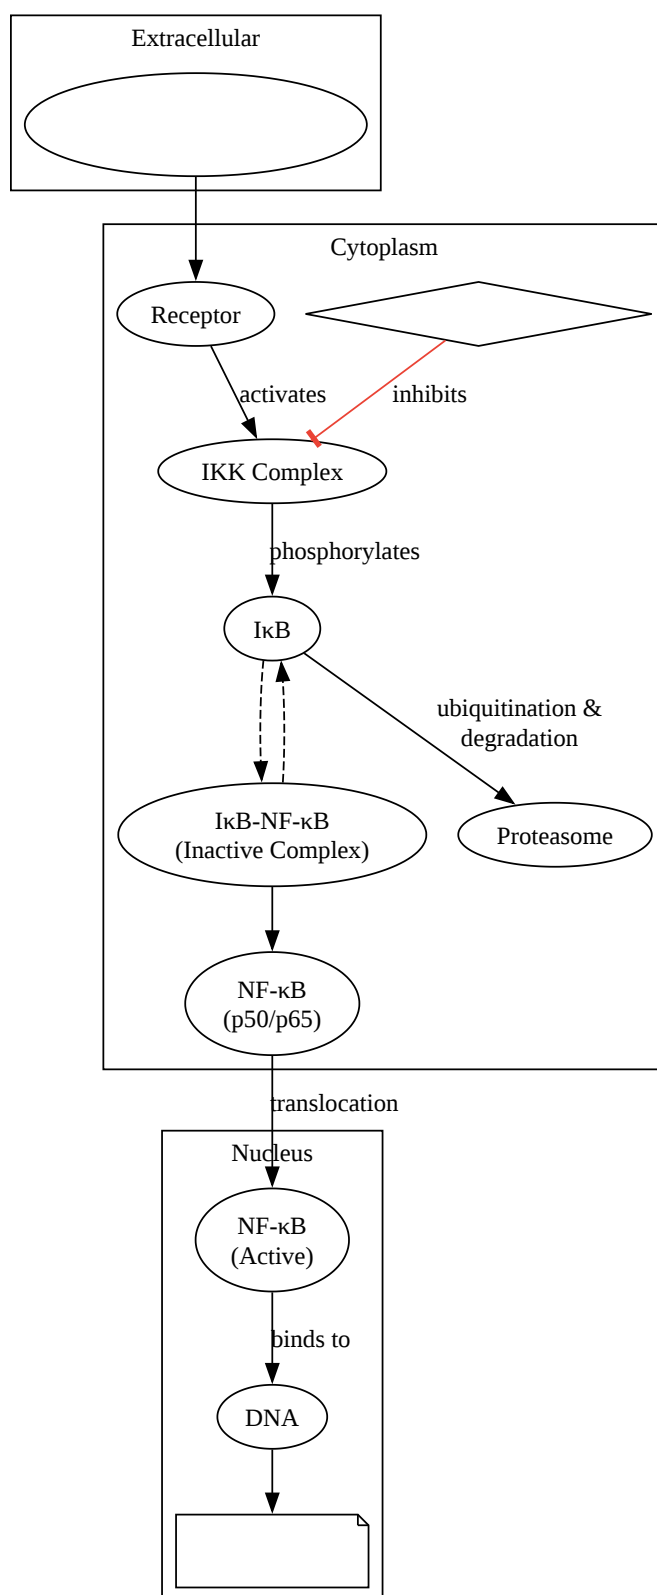 Extracellular
Cytoplasm
Receptor
activates
inhibits
IKK Complex
phosphorylates
IκB
ubiquitination &
degradation
IκB-NF-κB
(Inactive Complex)
Proteasome
NF-κB
(p50/p65)
translocation
Nucleus
NF-κB
(Active)
binds to
DNA